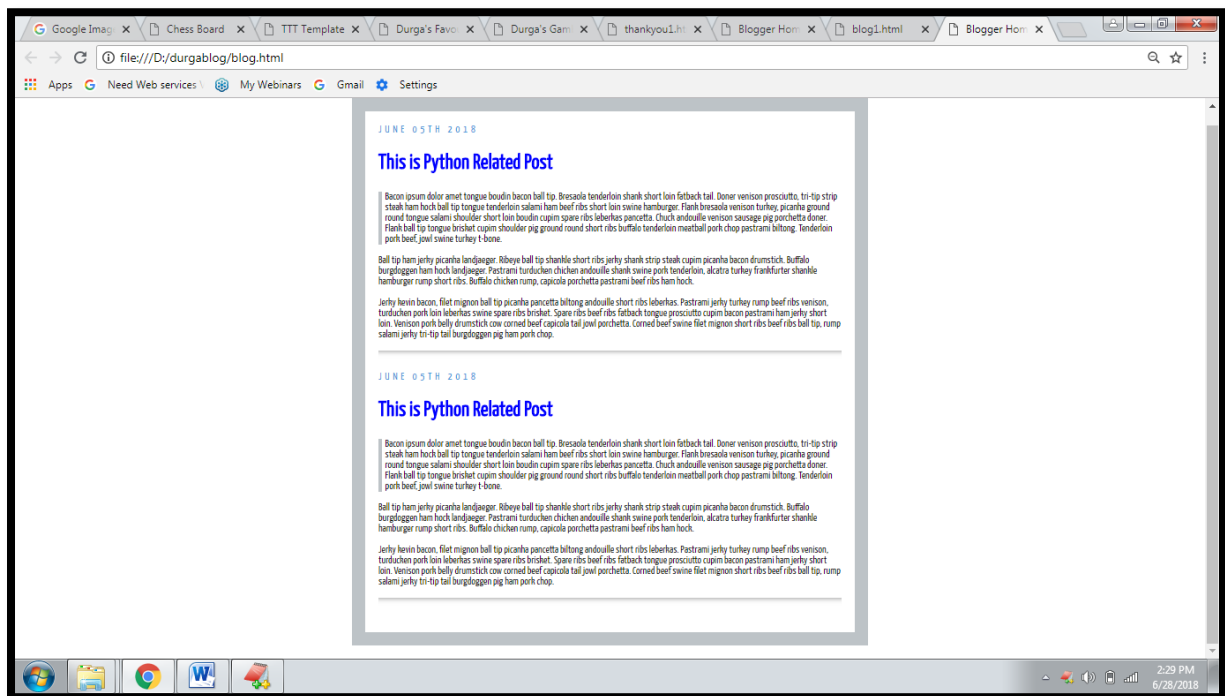 Google Imag
Chess Board
TTT Template
Durga's Favo
Durga's Gam
thankyou1.ht
Blogger Hom
blog1.html
Blogger Hom
file:///D:/durgablog/blog.html
Apps
Need Web services
My Webinars
Gmail
Settings
JUNE 05TH 2018
This is Python Related Post
Bacon ipsum dolor amet tongue boudin bacon ball tip. Bresaola tenderloin shank short loin fatback tail. Doner venison prosciutto, tri-tip strip
steak ham hock ball tip tongue tenderloin salami ham beef ribs short loin swine hamburger. Flank bresaola venison turkey, picanha ground
round tongue salami shoulder short loin boudin cupim spare ribs leberkas pancetta. Chuck andouille venison sausage pig porchetta doner.
Flank ball tip tongue brisket cupim shoulder pig ground round short ribs buffalo tenderloin meatball pork chop pastrami biltong. Tenderloin
pork beef, jowl swine turkey t-bone.
Ball tip ham jerky picanha landjaeger. Ribeye ball tip shankle short ribs jerky shank strip steak cupim picanha bacon drumstick. Buffalo
burgdoggen ham hock landjaeger. Pastrami turducken chicken andouille shank swine pork tenderloin, alcatra turkey frankfurter shankle
hamburger rump short ribs. Buffalo chicken rump, capicola porchetta pastrami beef ribs ham hock.
Jerky kevin bacon, filet mignon ball tip picanha pancetta biltong andouille short ribs leberkas. Pastrami jerky turkey rump beef ribs venison,
turducken pork loin leberkas swine spare ribs brisket. Spare ribs beef ribs fatback tongue prosciutto cupim bacon pastrami ham jerky short
loin. Venison pork belly drumstick cow corned beef capicola tail jowl porchetta. Corned beef swine filet mignon short ribs beef ribs ball tip, rump
salami jerky tri-tip tail burgdoggen pig ham pork chop.
JUNE 05TH 2018
This is Python Related Post
Bacon ipsum dolor amet tongue boudin bacon ball tip. Bresaola tenderloin shank short loin fatback tail. Doner venison prosciutto, tri-tip strip
steak ham hock ball tip tongue tenderloin salami ham beef ribs short loin swine hamburger. Flank bresaola venison turkey, picanha ground
round tongue salami shoulder short loin boudin cupim spare ribs leberkas pancetta. Chuck andouille venison sausage pig porchetta doner.
Flank ball tip tongue brisket cupim shoulder pig ground round short ribs buffalo tenderloin meatball pork chop pastrami biltong. Tenderloin
pork beef, jowl swine turkey t-bone.
Ball tip ham jerky picanha landjaeger. Ribeye ball tip shankle short ribs jerky shank strip steak cupim picanha bacon drumstick. Buffalo
burgdoggen ham hock landjaeger. Pastrami turducken chicken andouille shank swine pork tenderloin, alcatra turkey frankfurter shankle
hamburger rump short ribs. Buffalo chicken rump, capicola porchetta pastrami beef ribs ham hock.
Jerky kevin bacon, filet mignon ball tip picanha pancetta biltong andouille short ribs leberkas. Pastrami jerky turkey rump beef ribs venison,
turducken pork loin leberkas swine spare ribs brisket. Spare ribs beef ribs fatback tongue prosciutto cupim bacon pastrami ham jerky short
loin. Venison pork belly drumstick cow corned beef capicola tail jowl porchetta. Corned beef swine filet mignon short ribs beef ribs ball tip, rump
salami jerky tri-tip tail burgdoggen pig ham pork chop.
2:29 PM
6/28/2018